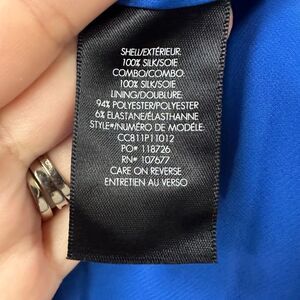 SHELL/EXTÉRIEUR:
100% SILK/SOIE
COMBO/COMBO:
100% SILK/SOIE
LINING/DOUBLURE:
94% POLYESTER/POLYESTER
6% ELASTANE/ÉLASTHANNE
STYLE#/NUMÉRO DE MODÈLE:
CC811P11012
PO# 118726
RN# 107677
CARE ON REVERSE
ENTRETIEN AU VERSO